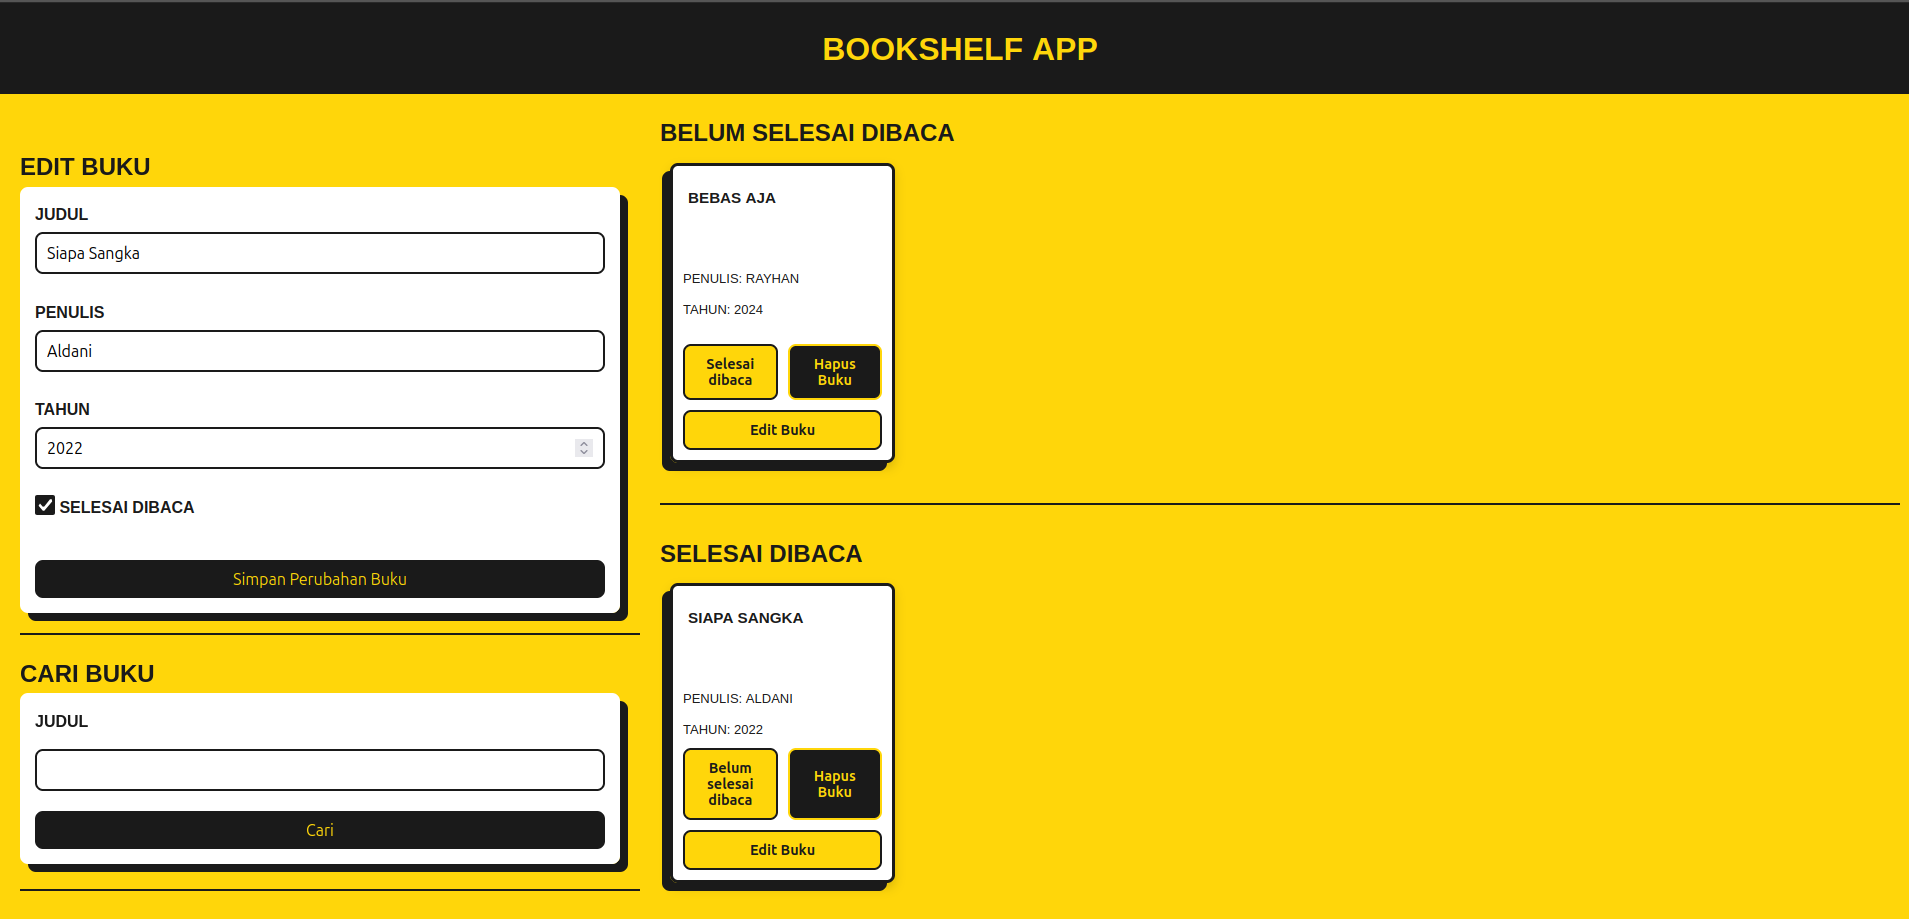 BOOKSHELF APP
EDIT BUKU
JUDUL
Siapa Sangka
PENULIS
Aldani
TAHUN
2022
SELESAI DIBACA
Simpan Perubahan Buku
CARI BUKU
JUDUL
Cari
BELUM SELESAI DIBACA
BEBAS AJA
PENULIS: RAYHAN
TAHUN: 2024
Selesai
dibaca
Hapus
Buku
Edit Buku
SELESAI DIBACA
SIAPA SANGKA
PENULIS: ALDANI
TAHUN: 2022
Belum
selesai
dibaca
Hapus
Buku
Edit Buku